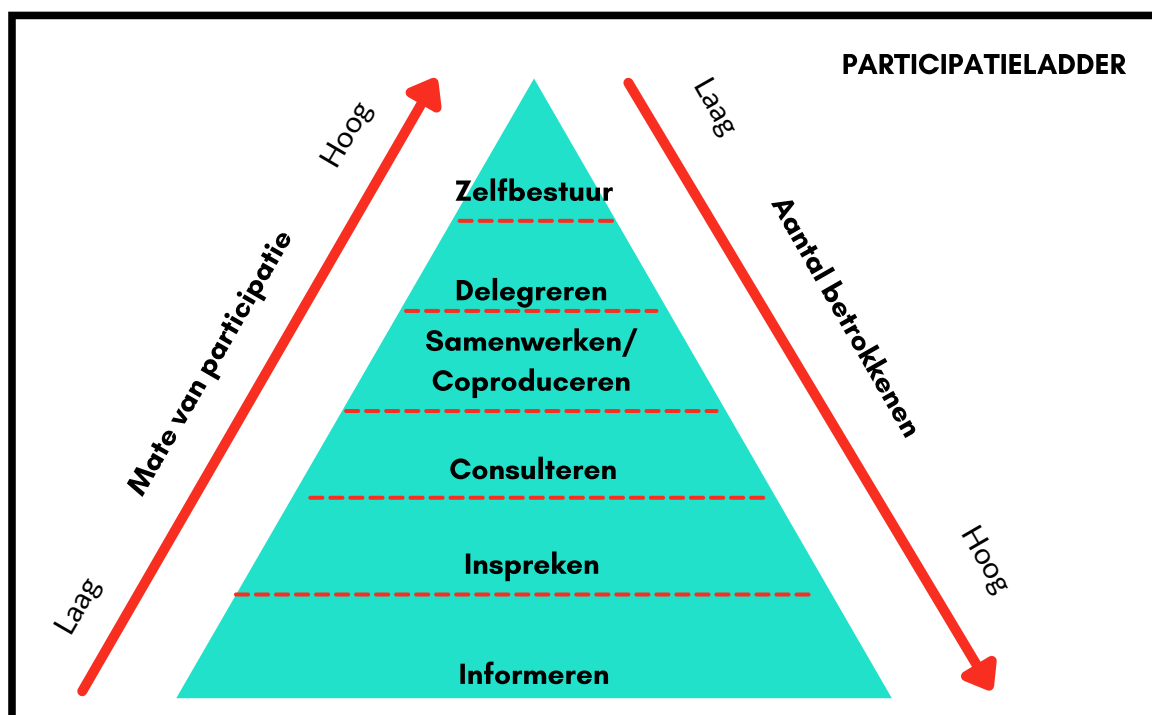 PARTICIPATIELADDER
Hoog
Laag
Zelfbestuur
Mate van participatie
Aantal betrokkenen
Delegreren
Samenwerken/
Coproduceren
Consulteren
Inspreken
Hoog
Laag
Informeren